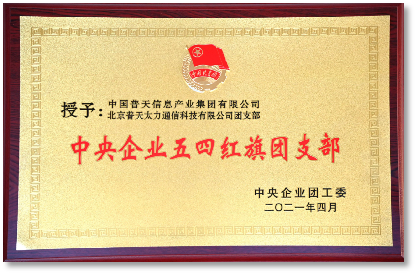 授予：
中国普天信息产业集团有限公司
北京普天太力通信科技有限公司团支部
中央企业五四红旗团支部
中央企业团工委
二〇二一年四月